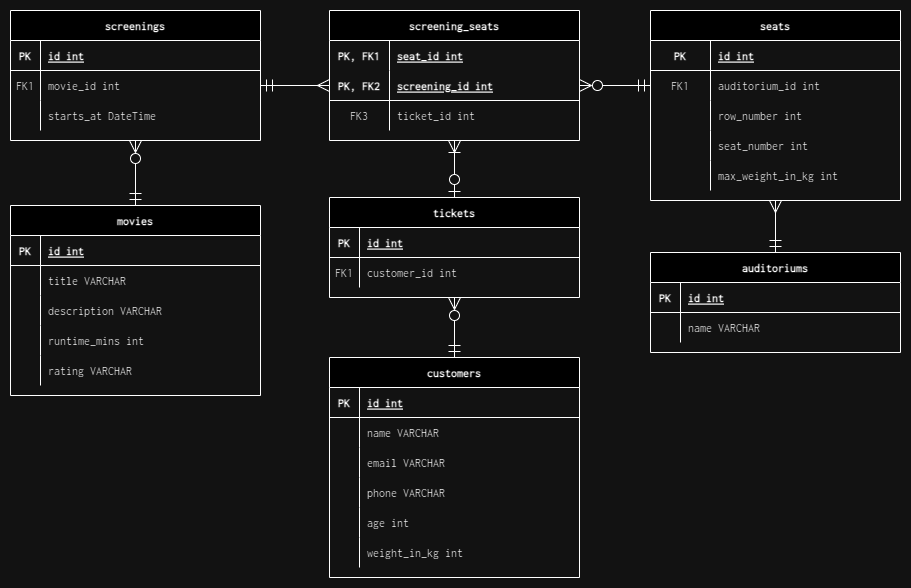 screenings
PK id int
FK1 movie_id int
starts_at DateTime
screening_seats
PK, FK1 seat_id int
PK, FK2 screening_id int
FK3 ticket_id int
seats
PK id int
FK1 auditorium_id int
row_number int
seat_number int
max_weight_in_kg int
movies
PK id int
title VARCHAR
description VARCHAR
runtime_mins int
rating VARCHAR
tickets
PK id int
FK1 customer_id int
auditoriums
PK id int
name VARCHAR
customers
PK id int
name VARCHAR
email VARCHAR
phone VARCHAR
age int
weight_in_kg int